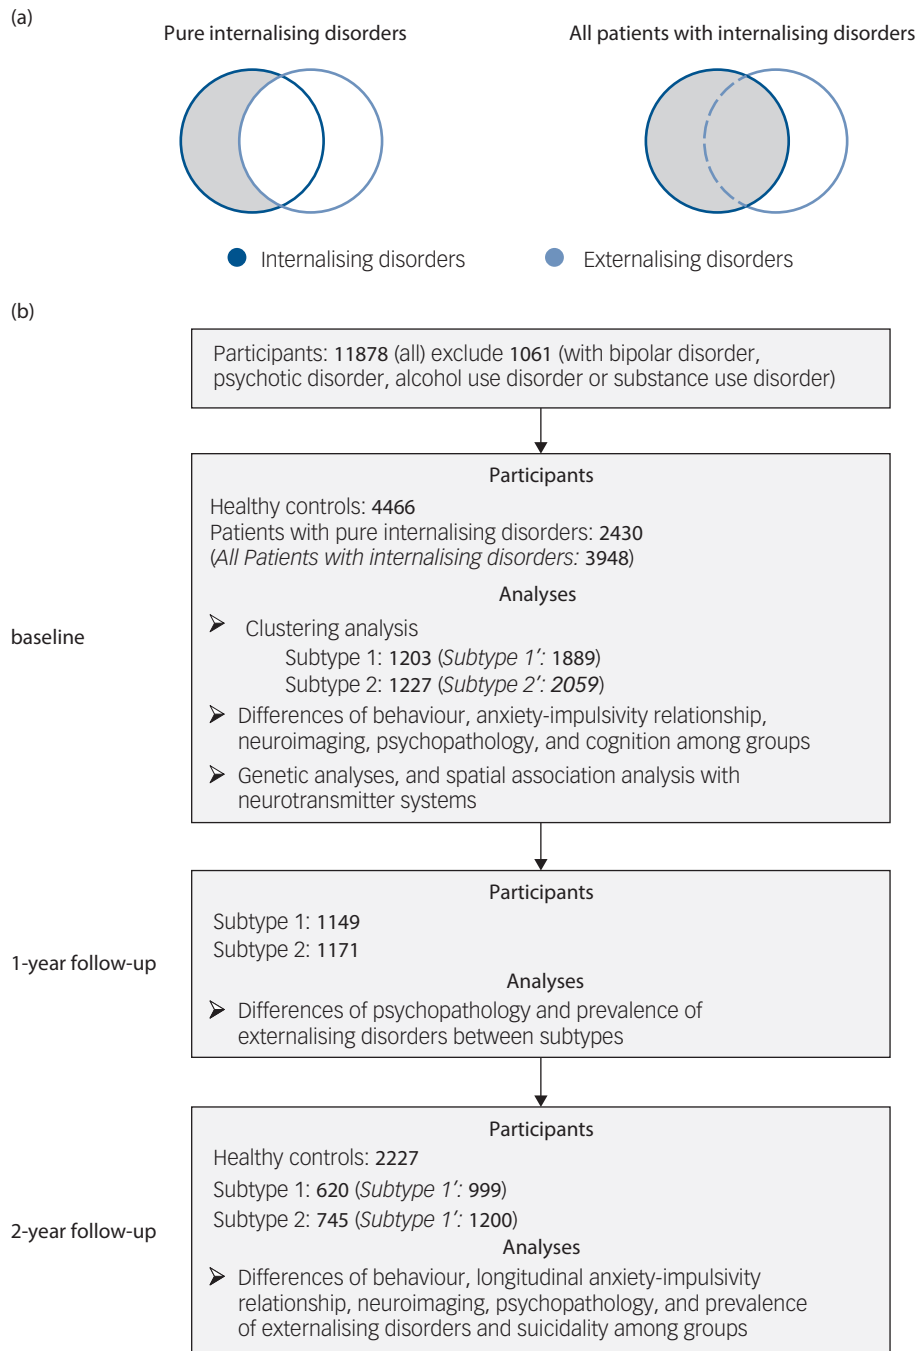 (a)
Pure internalising disorders
All patients with internalising disorders
Internalising disorders
Externalising disorders
(b)
Participants: 11878 (all) exclude 1061 (with bipolar disorder,
psychotic disorder, alcohol use disorder or substance use disorder)
baseline
Participants
Healthy controls: 4466
Patients with pure internalising disorders: 2430
(All Patients with internalising disorders: 3948)
Analyses
➢ Clustering analysis
Subtype 1: 1203 (Subtype 1′: 1889)
Subtype 2: 1227 (Subtype 2′: 2059)
➢ Differences of behaviour, anxiety-impulsivity relationship,
neuroimaging, psychopathology, and cognition among groups
➢ Genetic analyses, and spatial association analysis with
neurotransmitter systems
1-year follow-up
Participants
Subtype 1: 1149
Subtype 2: 1171
Analyses
➢ Differences of psychopathology and prevalence of
externalising disorders between subtypes
2-year follow-up
Participants
Healthy controls: 2227
Subtype 1: 620 (Subtype 1′: 999)
Subtype 2: 745 (Subtype 1′: 1200)
Analyses
➢ Differences of behaviour, longitudinal anxiety-impulsivity
relationship, neuroimaging, psychopathology, and prevalence
of externalising disorders and suicidality among groups